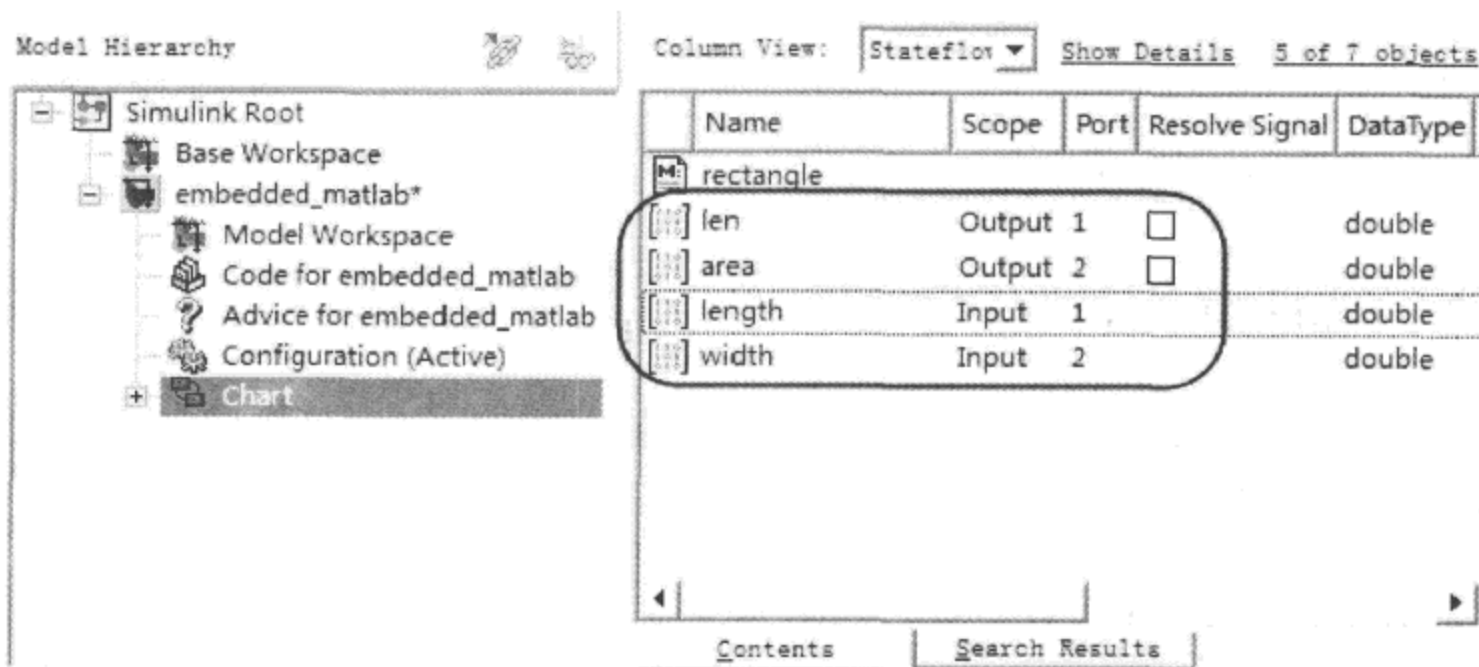 Model Hierarchy
Simulink Root
Base Workspace
embedded_matlab*
Model Workspace
Code for embedded_matlab
Advice for embedded_matlab
Configuration (Active)
Chart
Column View: Stateflow Show Details 5 of 7 objects
Name Scope Port Resolve Signal DataType
rectangle
len Output 1 double
area Output 2 double
length Input 1 double
width Input 2 double
Contents Search Results